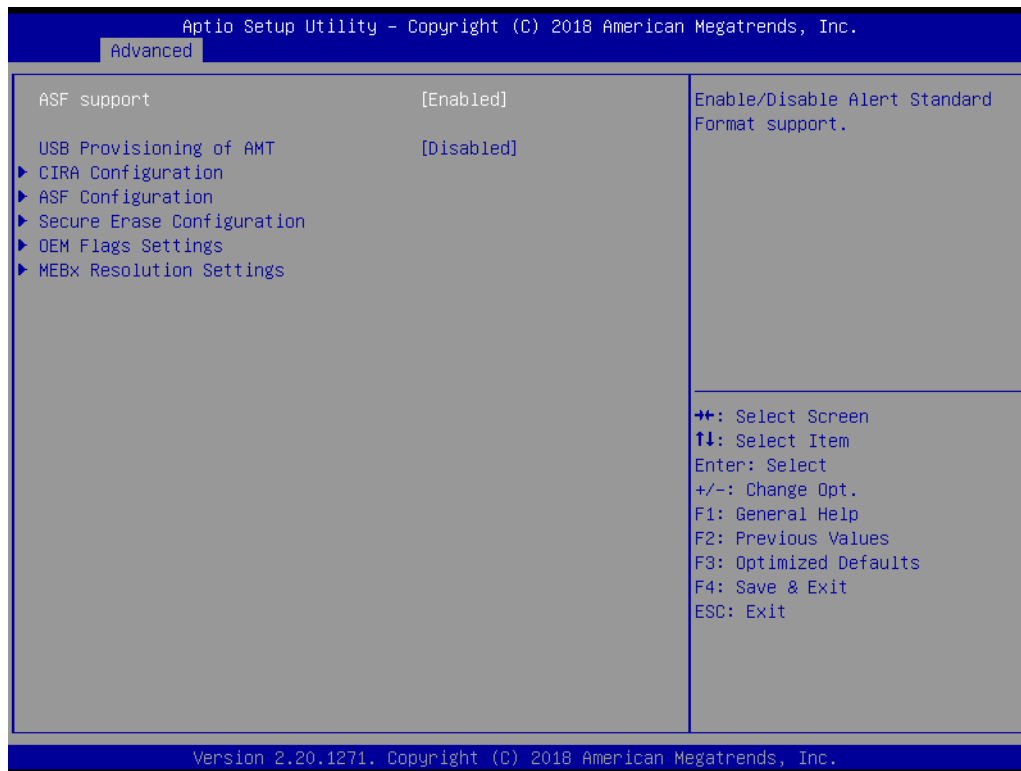 Aptio Setup Utility – Copyright (C) 2018 American Megatrends, Inc.
Advanced
ASF support [Enabled]
USB Provisioning of AMT [Disabled]
CIRA Configuration
ASF Configuration
Secure Erase Configuration
OEM Flags Settings
MEBx Resolution Settings
Enable/Disable Alert Standard
Format support.
→←: Select Screen
↑↓: Select Item
Enter: Select
+/-: Change Opt.
F1: General Help
F2: Previous Values
F3: Optimized Defaults
F4: Save & Exit
ESC: Exit
Version 2.20.1271. Copyright (C) 2018 American Megatrends, Inc.